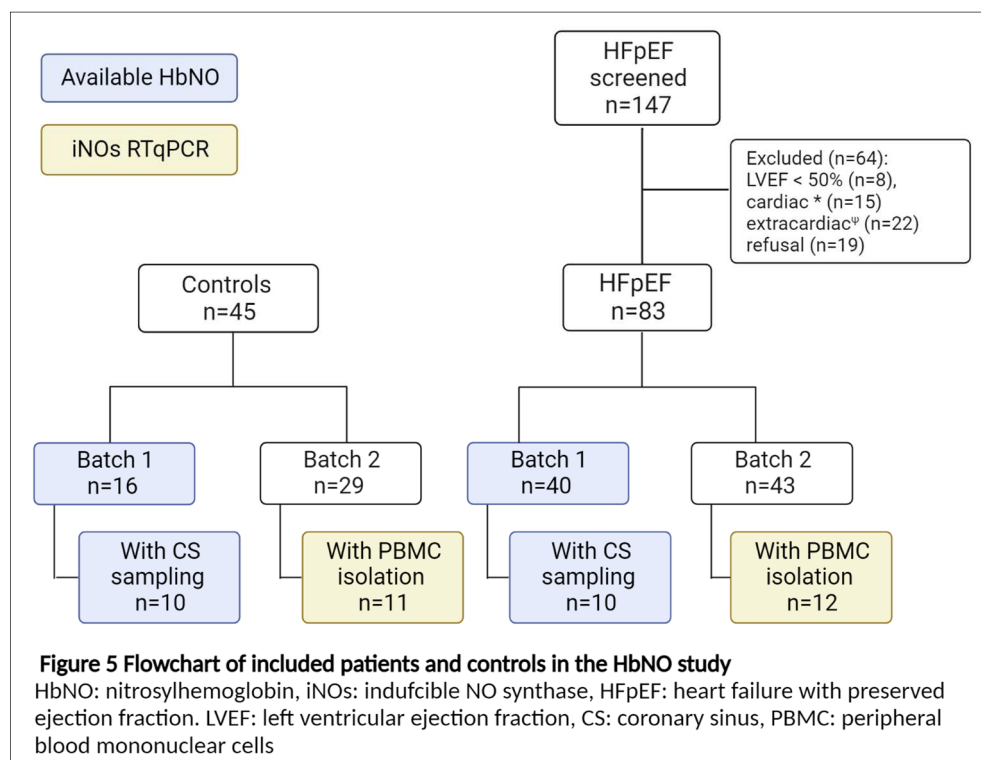 Available HbNO
iNOs RTqPCR
HFpEF
screened
n=147
Excluded (n=64):
LVEF < 50% (n=8),
cardiac * (n=15)
extracardiacᵠ (n=22)
refusal (n=19)
Controls
n=45
HFpEF
n=83
Batch 1
n=16
Batch 2
n=29
Batch 1
n=40
Batch 2
n=43
With CS
sampling
n=10
With PBMC
isolation
n=11
With CS
sampling
n=10
With PBMC
isolation
n=12
Figure 5 Flowchart of included patients and controls in the HbNO study
HbNO: nitrosylhemoglobin, iNOs: indufcible NO synthase, HFpEF: heart failure with preserved
ejection fraction. LVEF: left ventricular ejection fraction, CS: coronary sinus, PBMC: peripheral
blood mononuclear cells